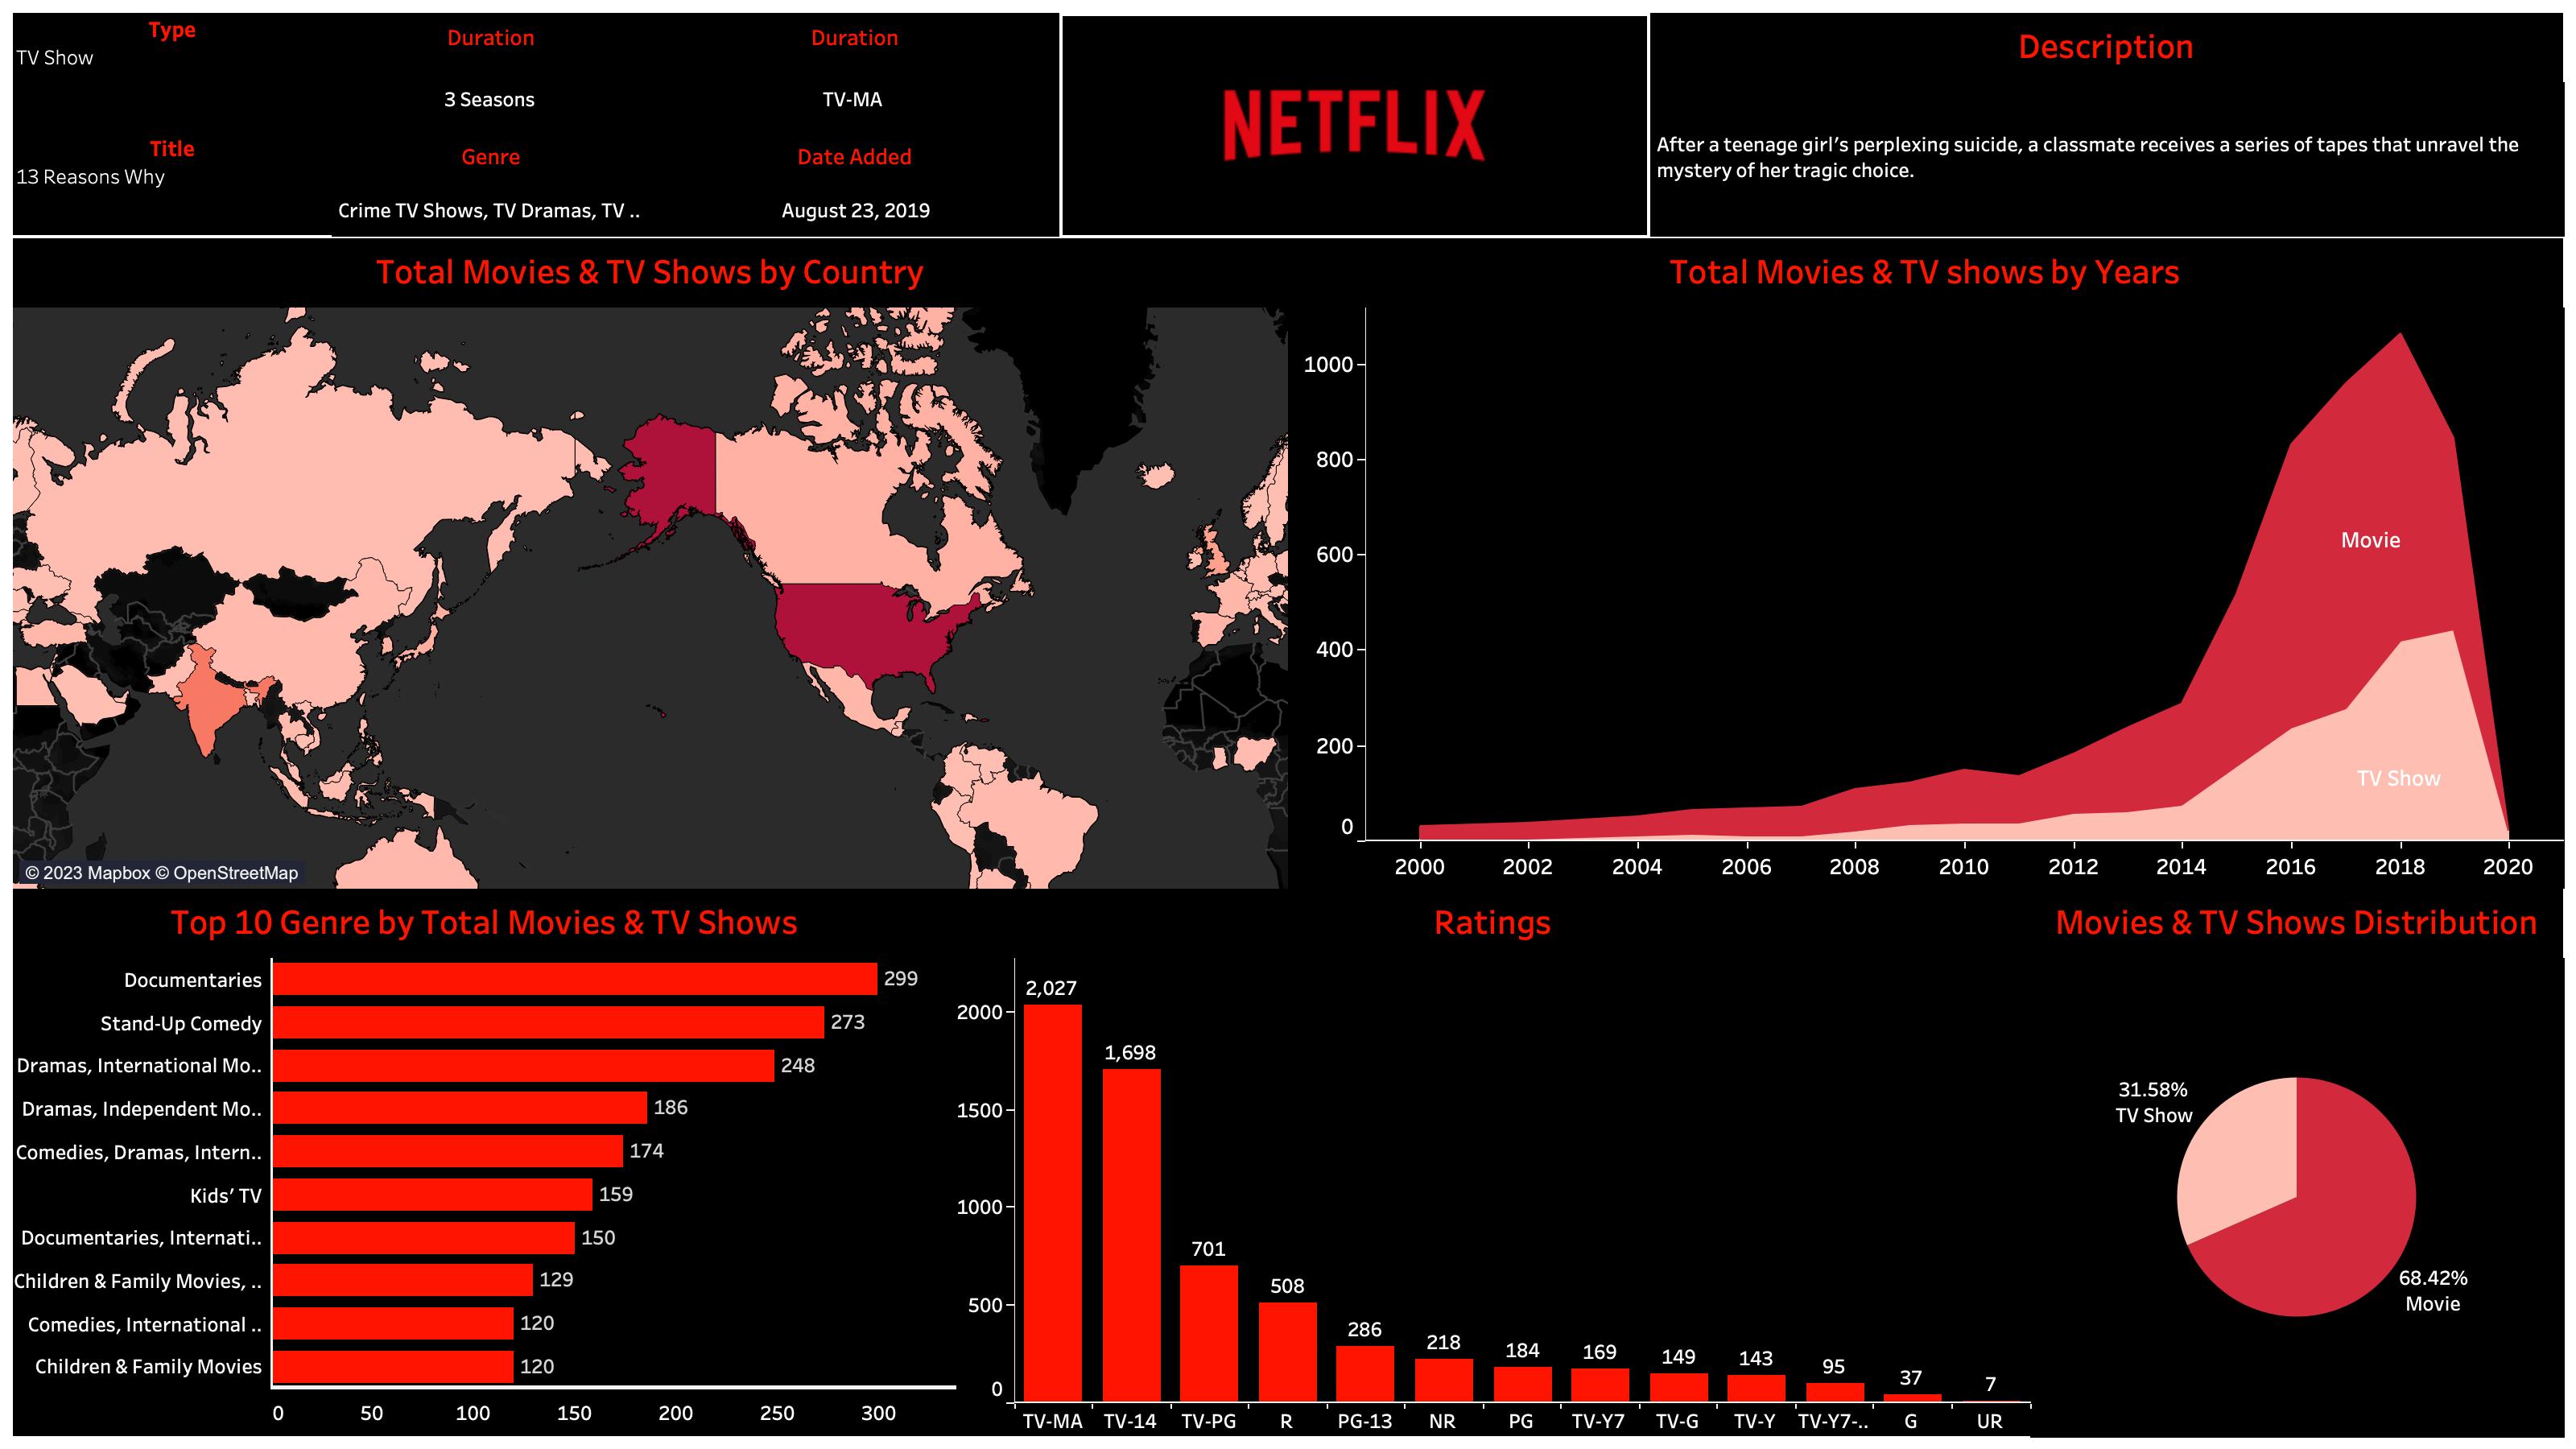 Type
TV Show
Duration
3 Seasons
Duration
TV-MA
Title
13 Reasons Why
Genre
Crime TV Shows, TV Dramas, TV ..
Date Added
August 23, 2019
NETFLIX
Description
After a teenage girl’s perplexing suicide, a classmate receives a series of tapes that unravel the
mystery of her tragic choice.
Total Movies & TV Shows by Country
© 2023 Mapbox © OpenStreetMap
Total Movies & TV shows by Years
1000
800
600
400
200
0
Movie
TV Show
2000 2002 2004 2006 2008 2010 2012 2014 2016 2018 2020
Top 10 Genre by Total Movies & TV Shows
Documentaries 299
Stand-Up Comedy 273
Dramas, International Mo.. 248
Dramas, Independent Mo.. 186
Comedies, Dramas, Intern.. 174
Kids’ TV 159
Documentaries, Internati.. 150
Children & Family Movies, .. 129
Comedies, International .. 120
Children & Family Movies 120
0 50 100 150 200 250 300
Ratings
2000
1500
1000
500
0
2,027 1,698 701 508 286 218 184 169 149 143 95 37 7
TV-MA TV-14 TV-PG R PG-13 NR PG TV-Y7 TV-G TV-Y TV-Y7-.. G UR
Movies & TV Shows Distribution
31.58%
TV Show
68.42%
Movie